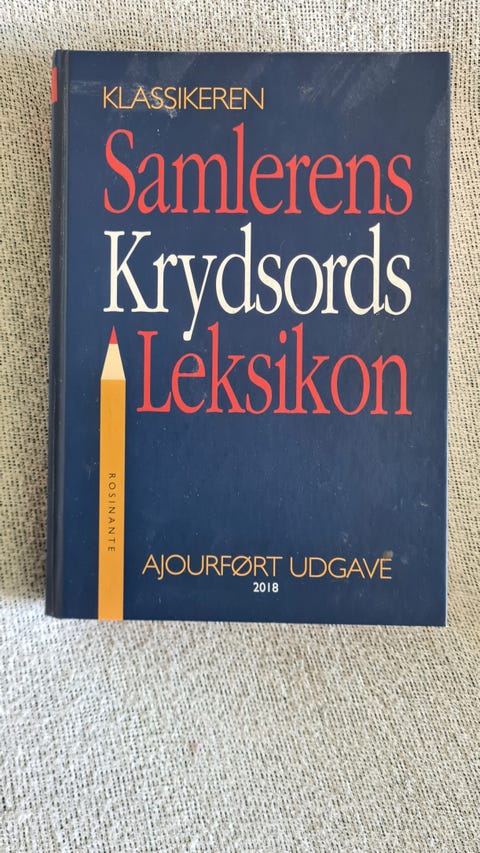 KLASSIKEREN
Samlerens
Krydsords
Leksikon
ROSINANTE
AJOURFØRT UDGAVE
2018